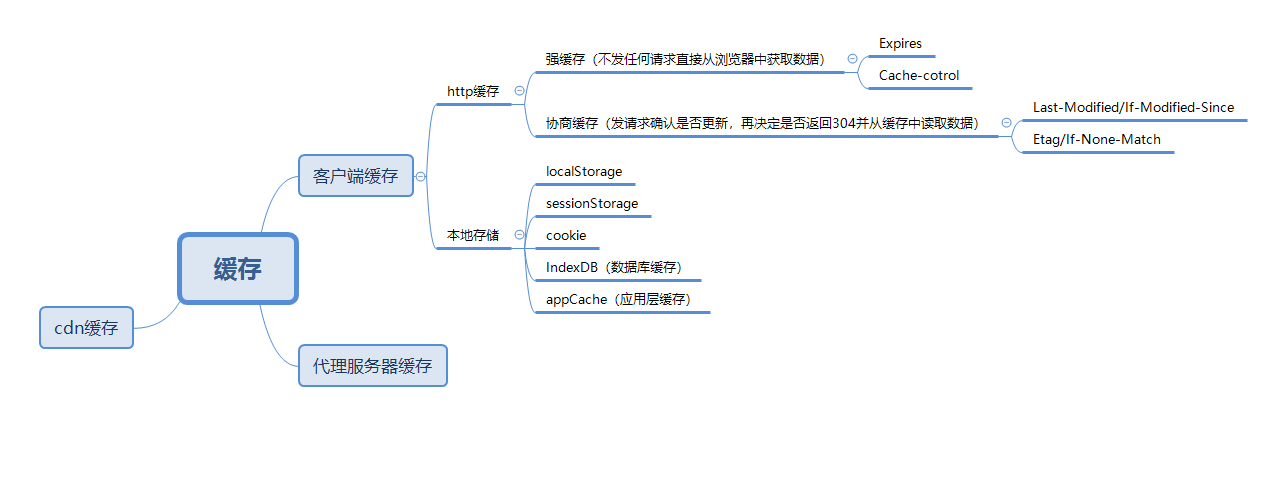 缓存
客户端缓存
http缓存
强缓存（不发任何请求直接从浏览器中获取数据）
Expires
Cache-cotrol
协商缓存（发请求确认是否更新，再决定是否返回304并从缓存中读取数据）
Last-Modified/If-Modified-Since
Etag/If-None-Match
本地存储
localStorage
sessionStorage
cookie
IndexDB（数据库缓存）
appCache（应用层缓存）
代理服务器缓存
cdn缓存